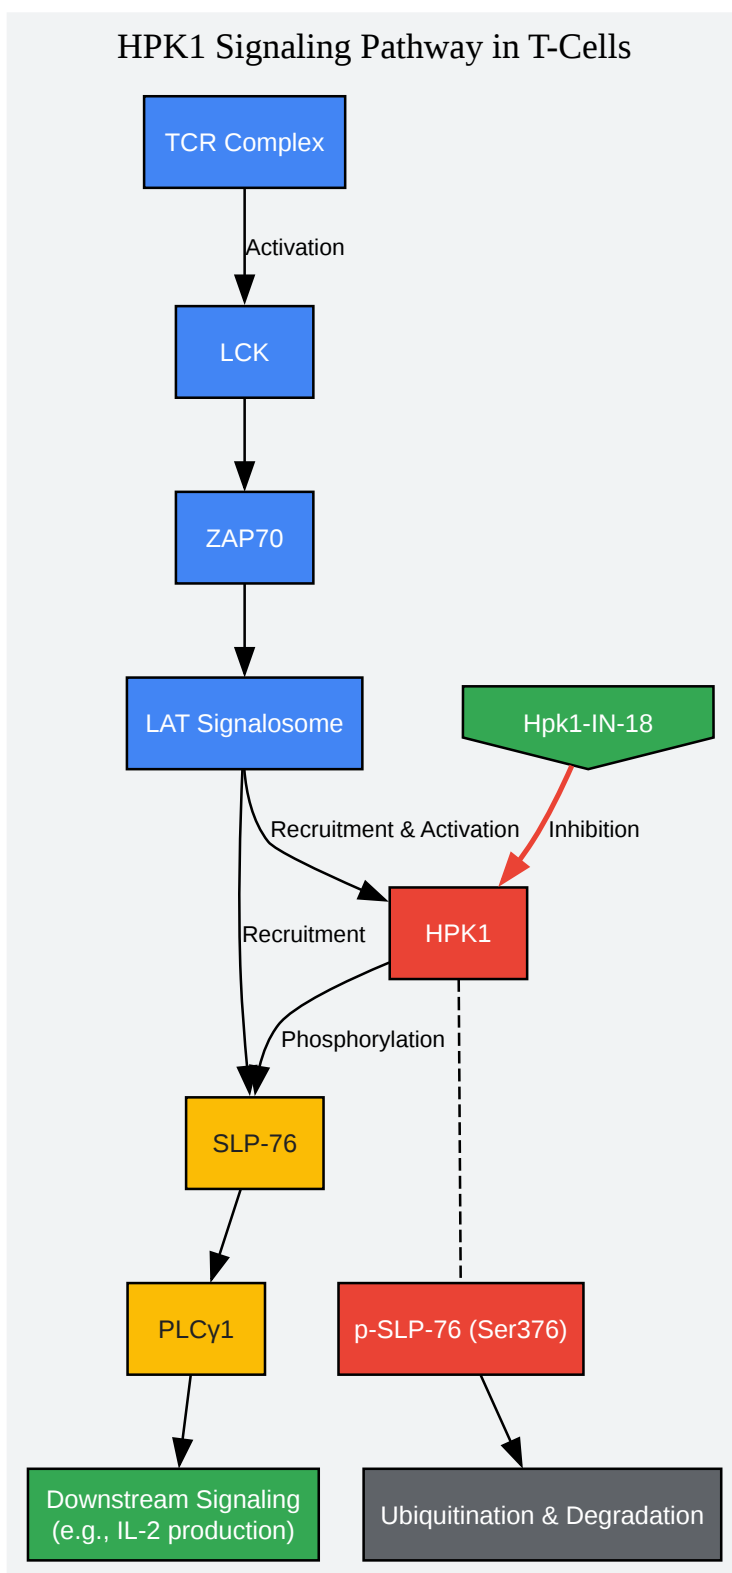 HPK1 Signaling Pathway in T-Cells
TCR Complex
Activation
LCK
ZAP70
LAT Signalosome
Hpk1-IN-18
Recruitment & Activation
Inhibition
HPK1
Recruitment
Phosphorylation
SLP-76
PLCγ1
p-SLP-76 (Ser376)
Downstream Signaling
(e.g., IL-2 production)
Ubiquitination & Degradation